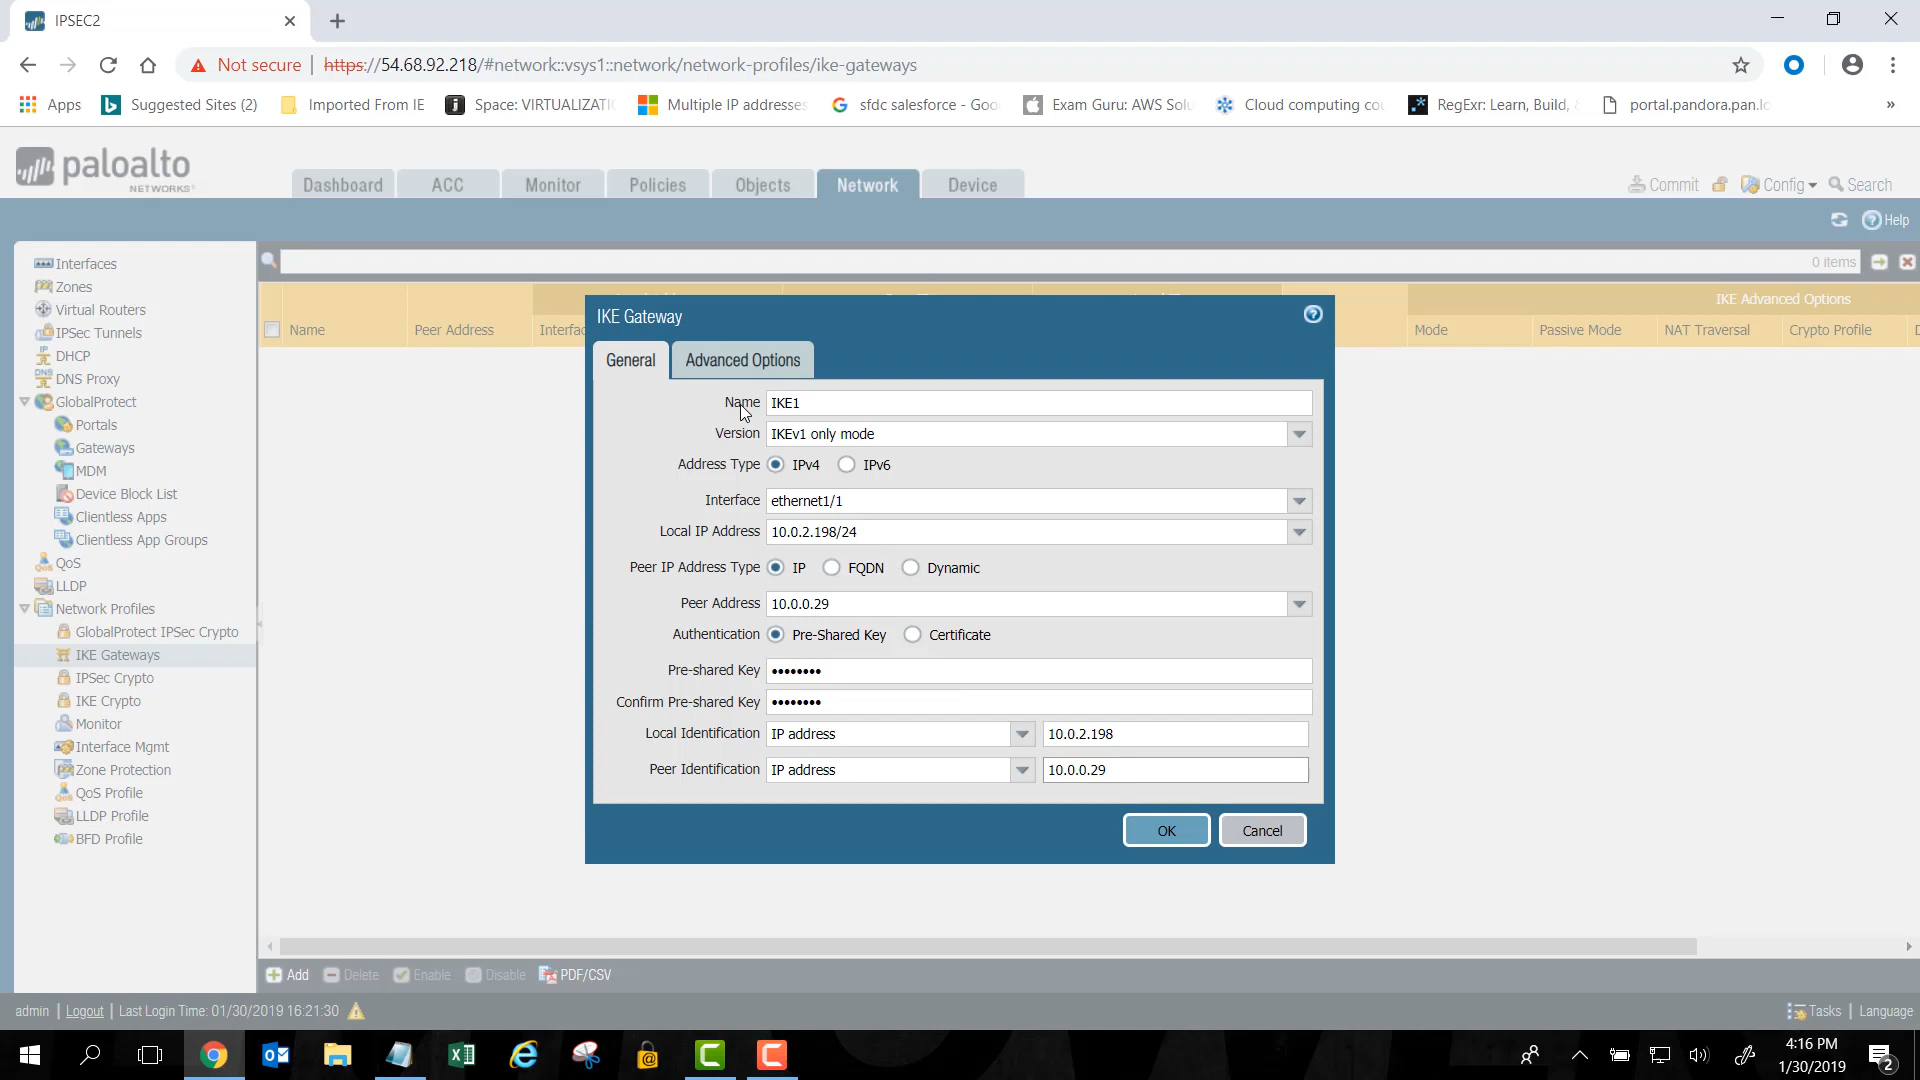 IPSEC2
Not secure | https://54.68.92.218/#network::vsys1::network/network-profiles/ike-gateways
Apps
Suggested Sites (2)
Imported From IE
Space: VIRTUALIZATI
Multiple IP addresses
sfdc salesforce - Goo
Exam Guru: AWS Solu
Cloud computing co
RegExr: Learn, Build, &
portal.pandora.pan.lo
»
paloalto
NETWORKS
Dashboard
ACC
Monitor
Policies
Objects
Network
Device
Commit
Config
Search
Help
Interfaces
Zones
Virtual Routers
IPSec Tunnels
DHCP
DNS Proxy
GlobalProtect
Portals
Gateways
MDM
Device Block List
Clientless Apps
Clientless App Groups
QoS
LLDP
Network Profiles
GlobalProtect IPSec Crypto
IKE Gateways
IPSec Crypto
IKE Crypto
Monitor
Interface Mgmt
Zone Protection
QoS Profile
LLDP Profile
BFD Profile
0 items
IKE Advanced Options
Name
Peer Address
Interfac
Mode
Passive Mode
NAT Traversal
Crypto Profile
D
IKE Gateway
General
Advanced Options
Name IKE1
Version IKEv1 only mode
Address Type IPv4 IPv6
Interface ethernet1/1
Local IP Address 10.0.2.198/24
Peer IP Address Type IP FQDN Dynamic
Peer Address 10.0.0.29
Authentication Pre-Shared Key Certificate
Pre-shared Key ••••••••
Confirm Pre-shared Key ••••••••
Local Identification IP address 10.0.2.198
Peer Identification IP address 10.0.0.29
OK
Cancel
Add
Delete
Enable
Disable
PDF/CSV
admin | Logout | Last Login Time: 01/30/2019 16:21:30
Tasks | Language
4:16 PM
1/30/2019
2